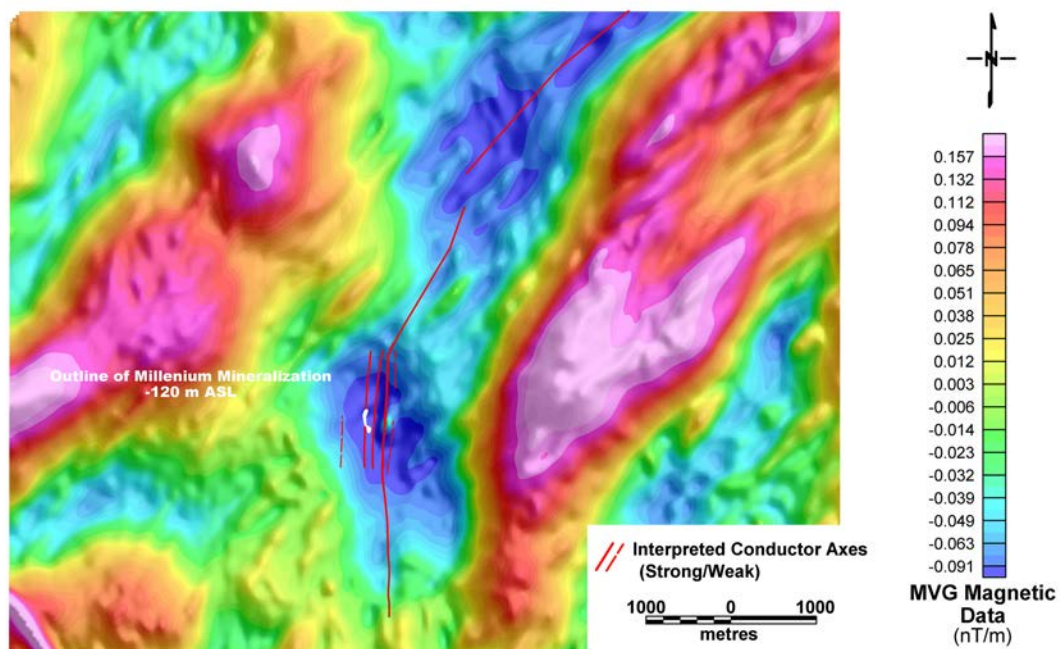 N
0.157
0.132
0.112
0.094
0.078
0.065
0.051
0.038
0.025
0.012
0.003
-0.006
-0.014
-0.023
-0.032
-0.039
-0.049
-0.063
-0.091
MVG Magnetic
Data
(nT/m)
Outline of Millenium Mineralization
-120 m ASL
Interpreted Conductor Axes
(Strong/Weak)
1000 0 1000
metres